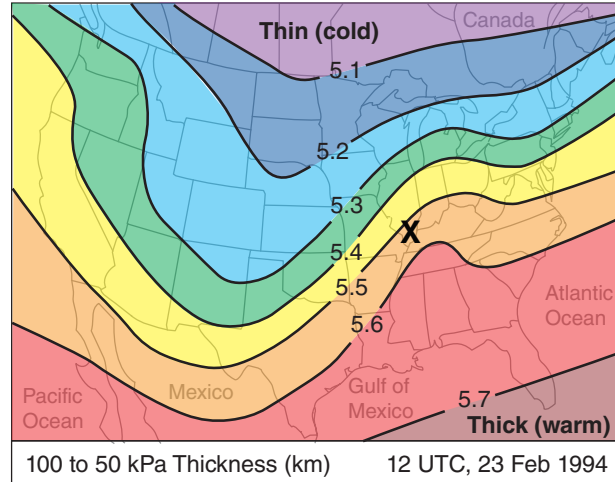 Canada
Thin (cold)
5.1
5.2
5.3
X
5.4
5.5
5.6
Atlantic
Ocean
Pacific
Ocean
Mexico
Gulf of
Mexico
5.7
Thick (warm)
100 to 50 kPa Thickness (km)
12 UTC, 23 Feb 1994